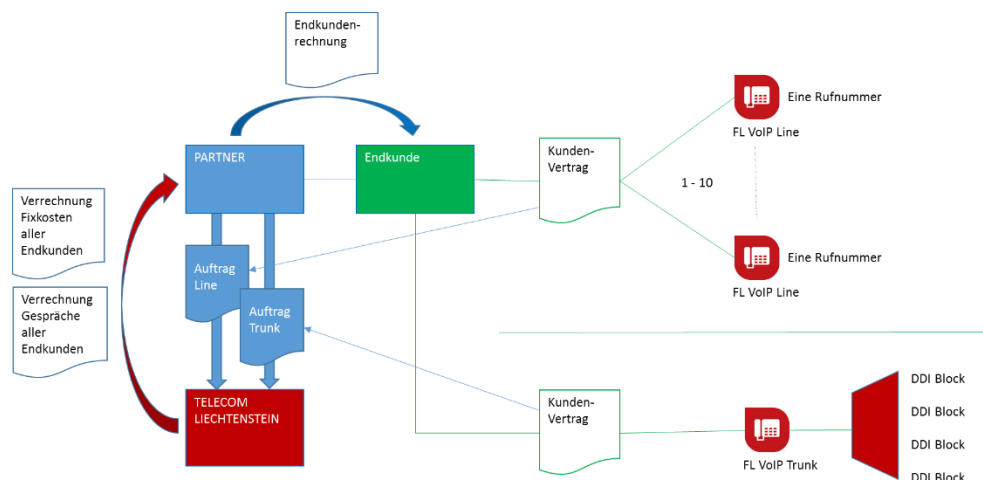 Endkunden-
rechnung
PARTNER
Endkunde
Kunden-
Vertrag
Eine Rufnummer
FL VoIP Line
1 - 10
Eine Rufnummer
FL VoIP Line
Verrechnung
Fixkosten
aller
Endkunden
Verrechnung
Gespräche
aller
Endkunden
Auftrag
Line
Auftrag
Trunk
TELECOM
LIECHTENSTEIN
Kunden-
Vertrag
FL VoIP Trunk
DDI Block
DDI Block
DDI Block
DDI Block